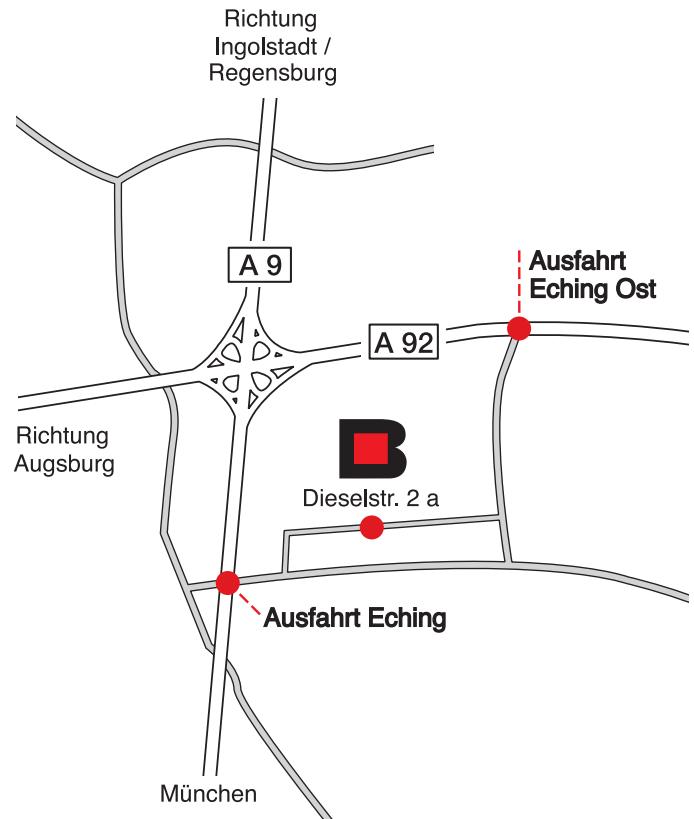 Richtung
Ingolstadt /
Regensburg
A 9
Ausfahrt
Eching Ost
A 92
Richtung
Augsburg
B
Dieselstr. 2 a
Ausfahrt Eching
München